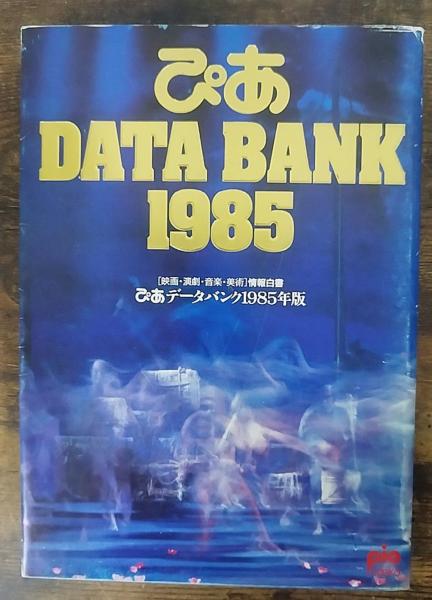 ぴあ
DATA BANK
1985
[映画・演劇・音楽・美術]情報白書
ぴあデータバンク1985年版
pia